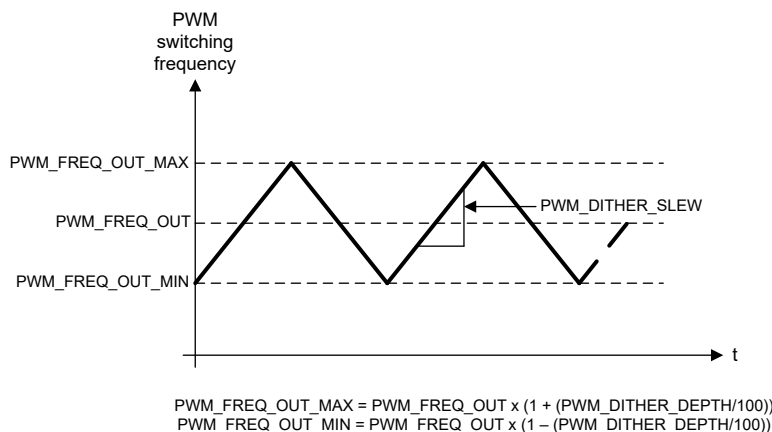 PWM
switching
frequency
PWM_FREQ_OUT_MAX
PWM_DITHER_SLEW
PWM_FREQ_OUT
PWM_FREQ_OUT_MIN
t
PWM_FREQ_OUT_MAX = PWM_FREQ_OUT x (1 + (PWM_DITHER_DEPTH/100))
PWM_FREQ_OUT_MIN = PWM_FREQ_OUT x (1 – (PWM_DITHER_DEPTH/100))